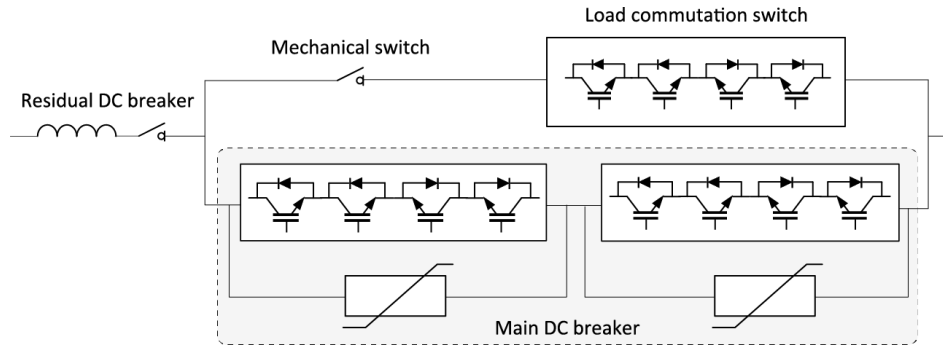 Load commutation switch
Mechanical switch
Residual DC breaker
Main DC breaker